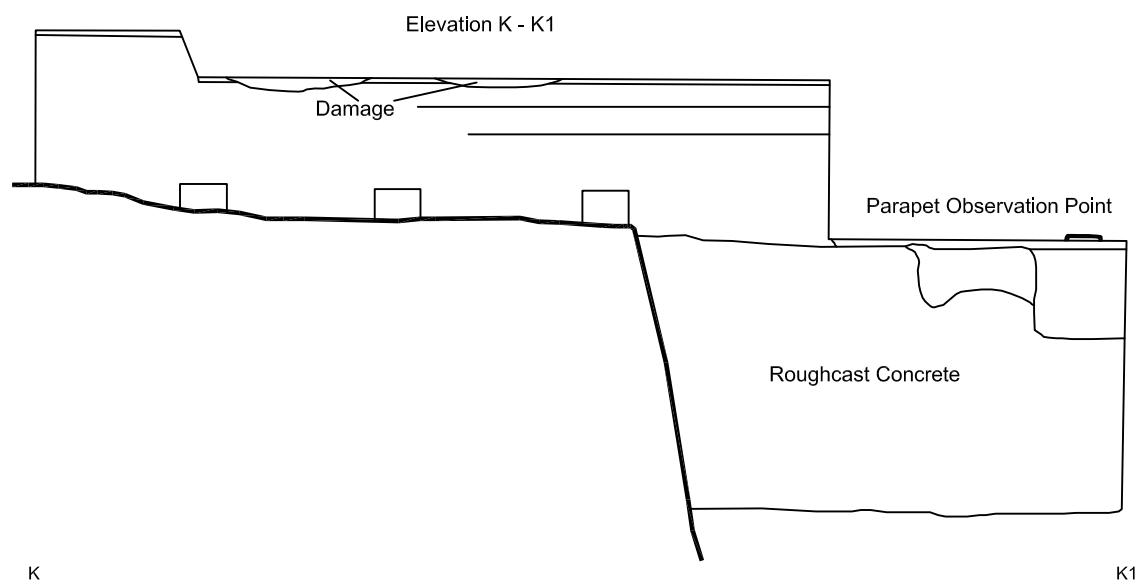 Elevation K - K1
Damage
Parapet Observation Point
Roughcast Concrete
K
K1